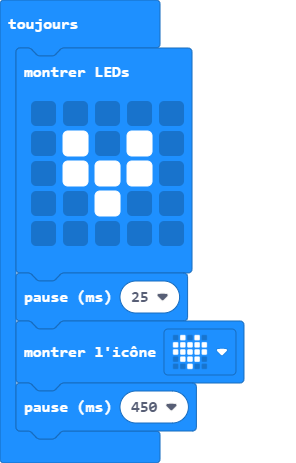 toujours
montrer LEDs
pause (ms) 25
montrer l'icône
pause (ms) 450